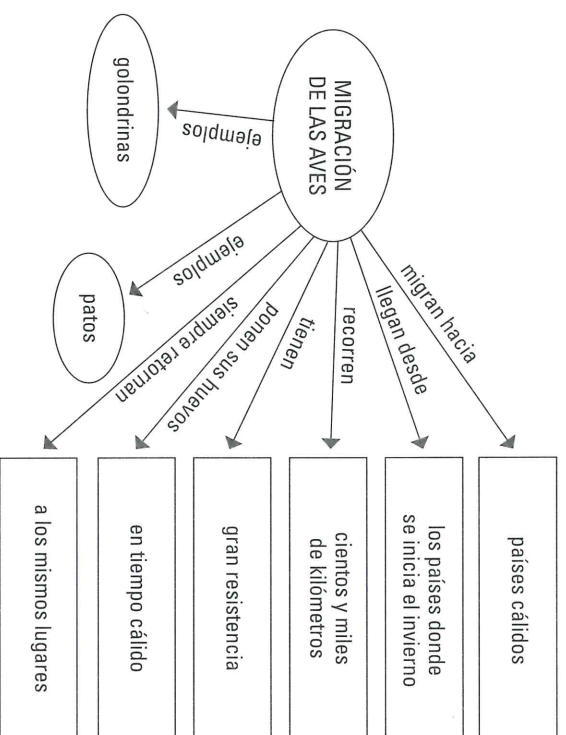 MIGRACIÓN
DE LAS AVES
migran hacia
países cálidos
llegan desde
los países donde
se inicia el invierno
recorren
cientos y miles
de kilómetros
tienen
gran resistencia
ponen sus huevos
en tiempo cálido
siempre retornan
a los mismos lugares
ejemplos
patos
ejemplos
golondrinas